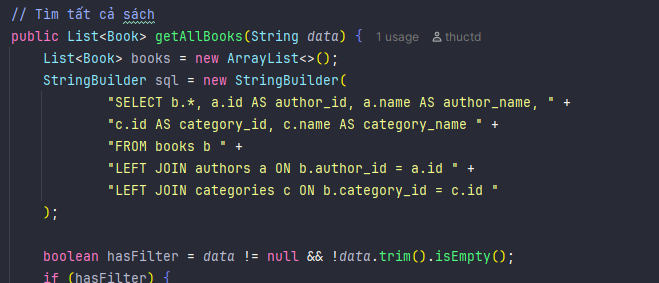 // Tìm tất cả sách
public List<Book> getAllBooks(String data) { 1 usage thuctd
List<Book> books = new ArrayList<>();
StringBuilder sql = new StringBuilder(
"SELECT b.*, a.id AS author_id, a.name AS author_name, " +
"c.id AS category_id, c.name AS category_name " +
"FROM books b " +
"LEFT JOIN authors a ON b.author_id = a.id " +
"LEFT JOIN categories c ON b.category_id = c.id "
);
boolean hasFilter = data != null && !data.trim().isEmpty();
if (hasFilter) {